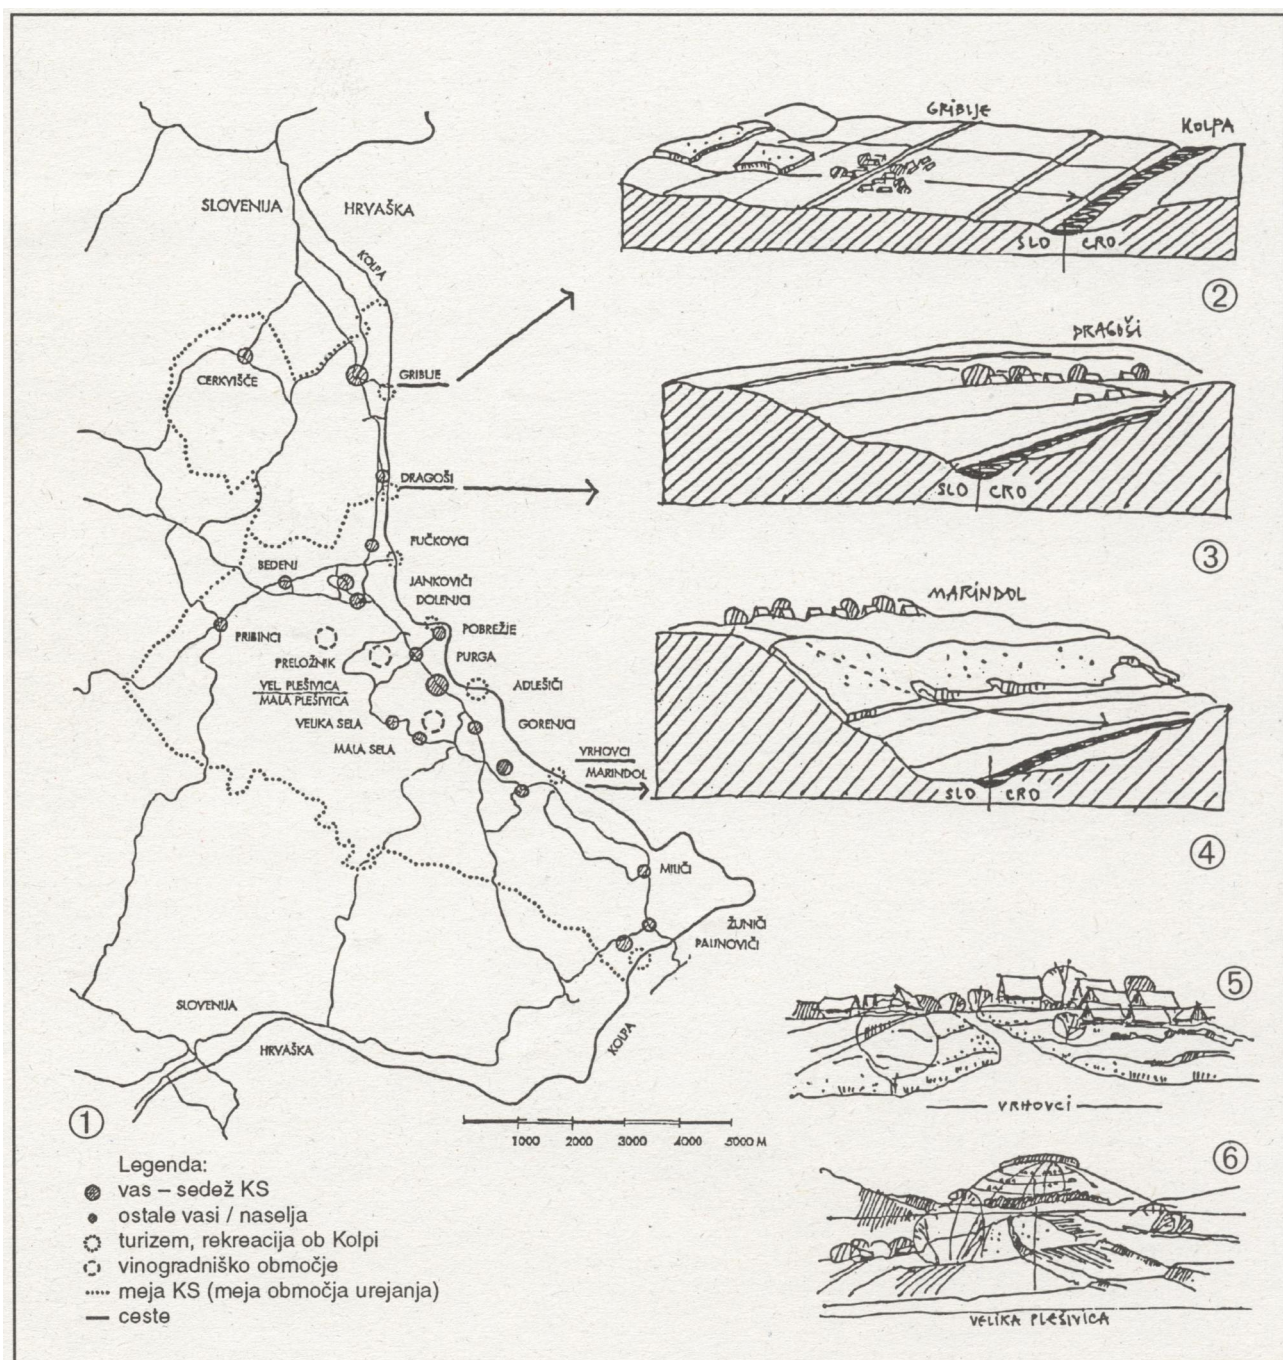 SLOVENIJA
HRVAŠKA
KOLPA
CERKVIŠČE
GRIBLJE
DRAGOŠI
FUČKOVCI
BEDENJ
JANKOVIČI
DOLENJCI
PRIBINCI
POBREŽJE
PRELOŽNIK
PURGA
VEL. PLEŠIVICA
MALA PLEŠIVICA
ADLEŠIČI
VELIKA SELA
GORENJCI
MALA SELA
VRHOVCI
MARINDOL
MILIČI
ŽUNIČI
PALINOVIČI
SLOVENIJA
HRVAŠKA
KOLPA
1000 2000 3000 4000 5000 M
1
Legenda:
vas – sedež KS
ostale vasi / naselja
turizem, rekreacija ob Kolpi
vinogradniško območje
meja KS (meja območja urejanja)
ceste
GRIBLJE
KOLPA
SLO CRO
2
DRAGOŠI
SLO CRO
3
MARINDOL
SLO CRO
4
5
VRHOVCI
6
VELIKA PLEŠIVICA